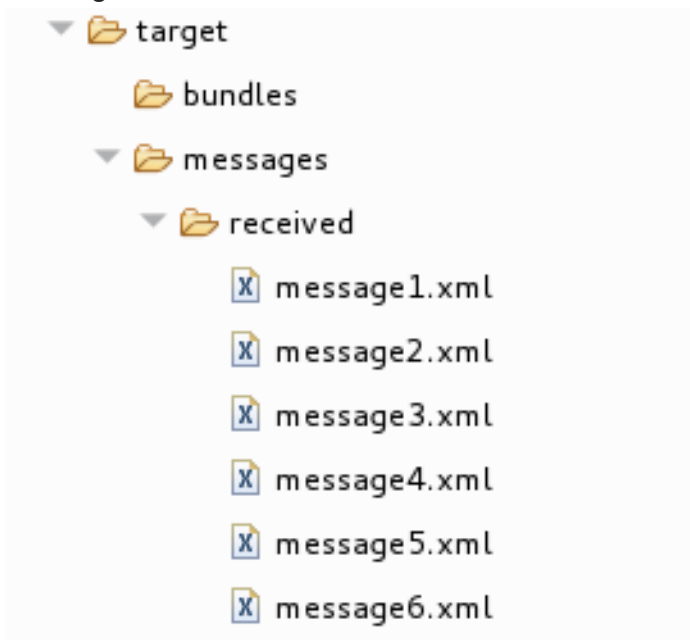 target
bundles
messages
received
message1.xml
message2.xml
message3.xml
message4.xml
message5.xml
message6.xml